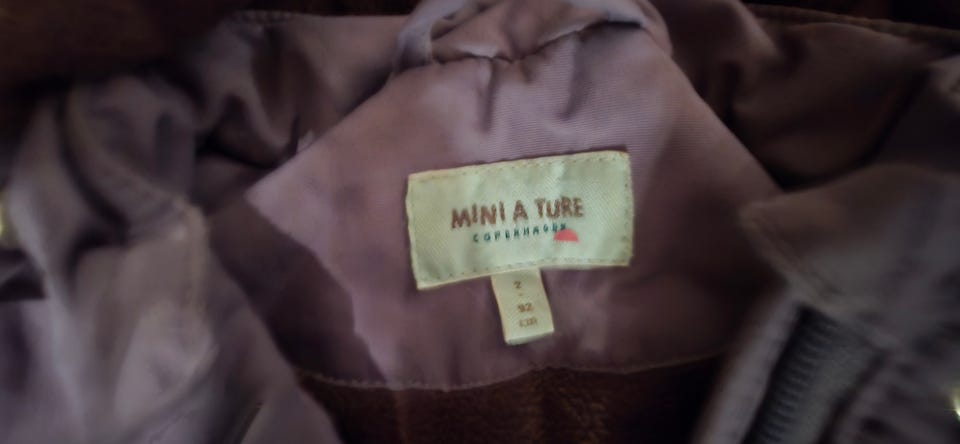 MINI A TURE
COPENHAGEN
2
-
92
cm